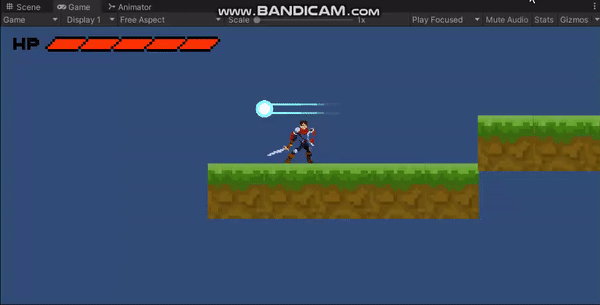 www.BANDICAM.com
Scene Game Animator
Game Display 1 Free Aspect Scale 1x Play Focused Mute Audio Stats Gizmos
HP